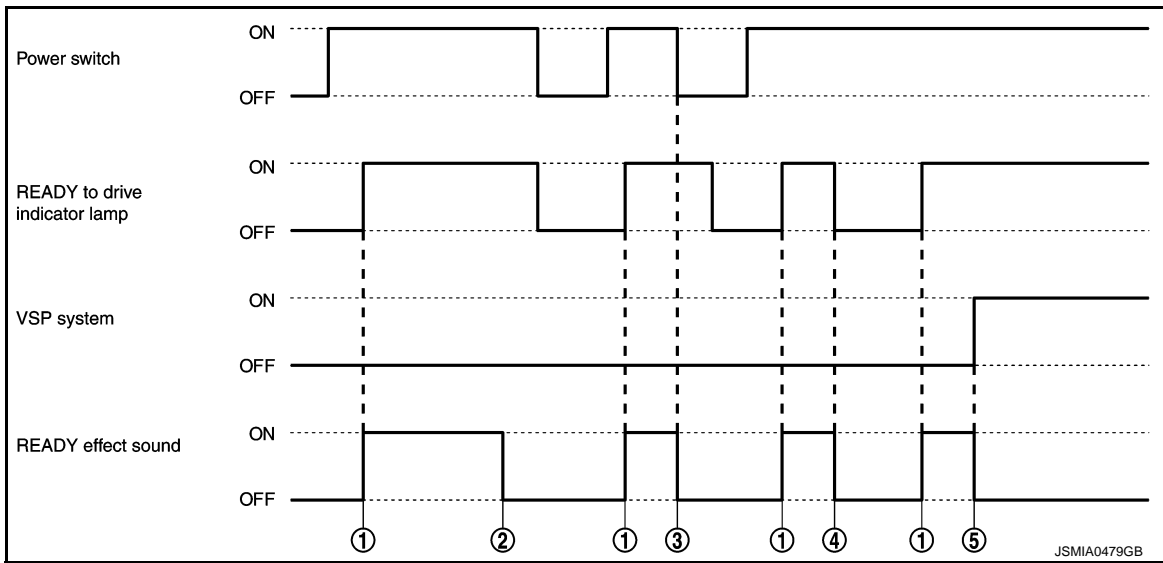 ON
Power switch
OFF
ON
READY to drive
indicator lamp
OFF
ON
VSP system
OFF
ON
READY effect sound
OFF
① ② ① ③ ① ④ ① ⑤
JSMIA0479GB